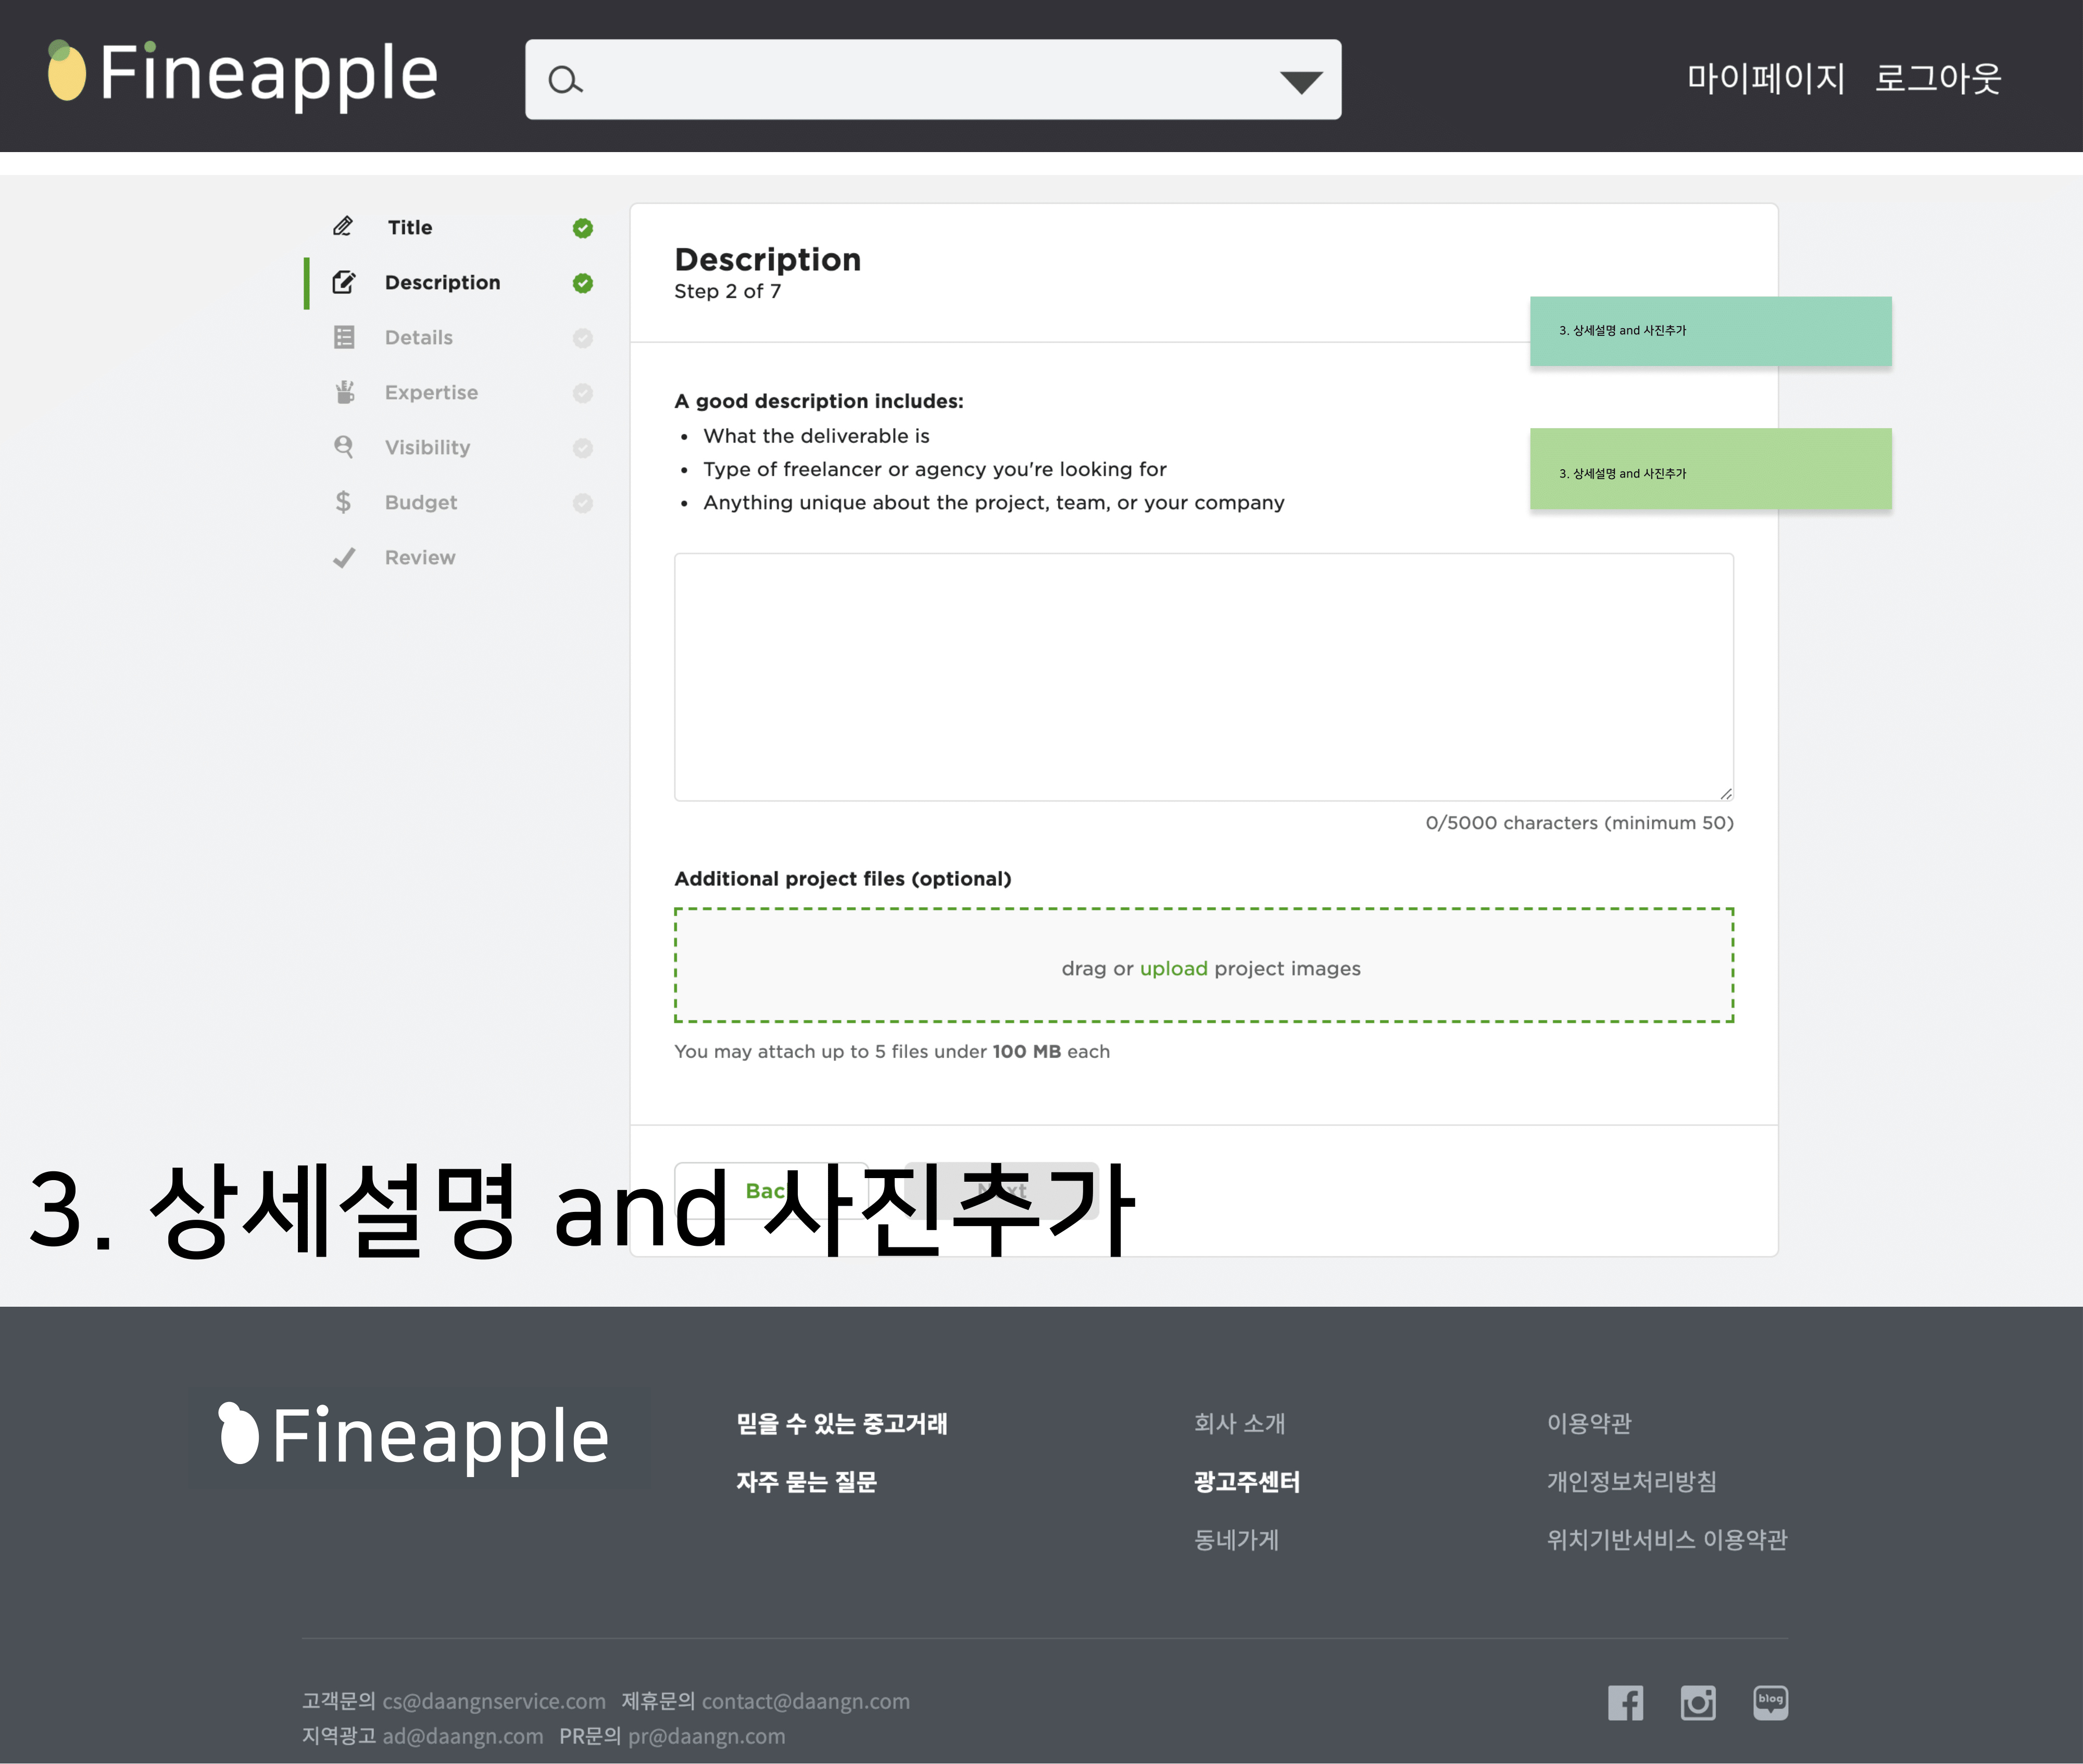 Fineapple
마이페이지 로그아웃
Title
Description
Details
Expertise
Visibility
Budget
Review
Description
Step 2 of 7
3. 상세설명 and 사진추가
A good description includes:
• What the deliverable is
• Type of freelancer or agency you're looking for
• Anything unique about the project, team, or your company
3. 상세설명 and 사진추가
0/5000 characters (minimum 50)
Additional project files (optional)
drag or upload project images
You may attach up to 5 files under 100 MB each
3. 상세설명 and 사진추가
Fineapple
믿을 수 있는 중고거래
자주 묻는 질문
회사 소개
광고주센터
동네가게
이용약관
개인정보처리방침
위치기반서비스 이용약관
고객문의 cs@daangnservice.com 제휴문의 contact@daangn.com
지역광고 ad@daangn.com PR문의 pr@daangn.com
blog